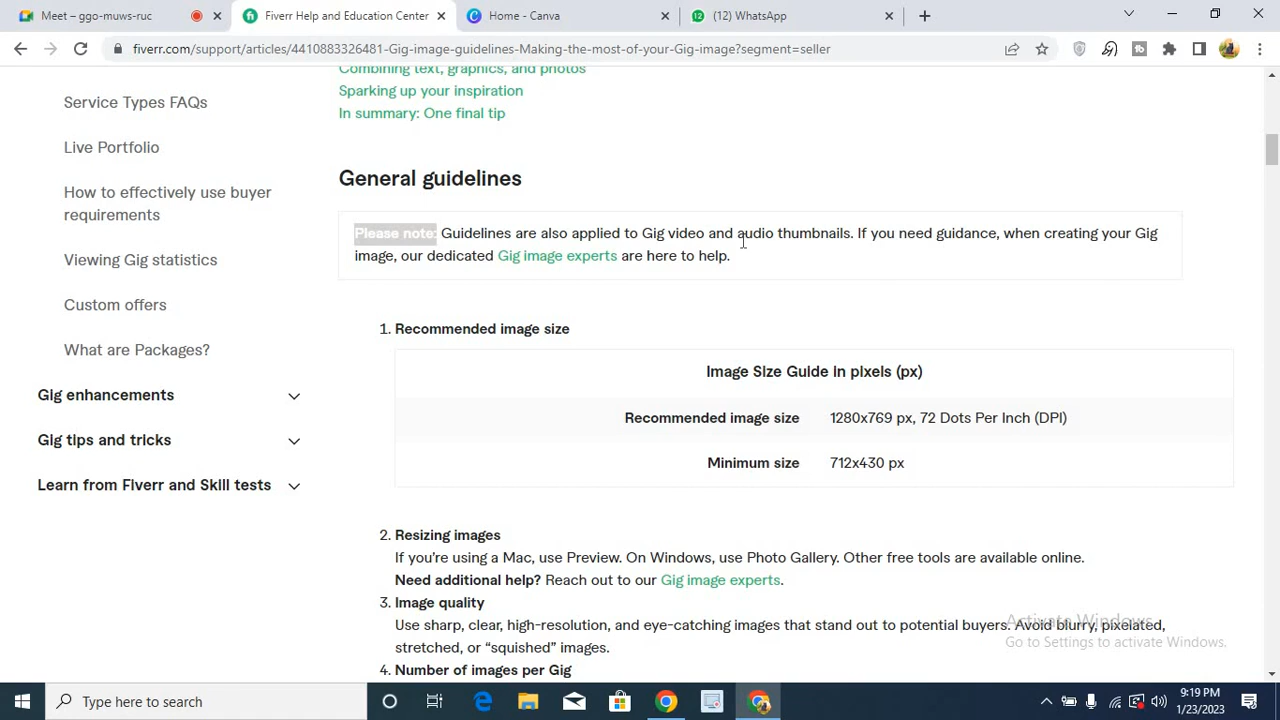 Meet – ggo-muws-ruc
Fiverr Help and Education Center
Home - Canva
(12) WhatsApp
fiverr.com/support/articles/4410883326481-Gig-image-guidelines-Making-the-most-of-your-Gig-image?segment=seller
Combining text, graphics, and photos
Sparking up your inspiration
In summary: One final tip
Service Types FAQs
Live Portfolio
How to effectively use buyer
requirements
Viewing Gig statistics
Custom offers
What are Packages?
Gig enhancements
Gig tips and tricks
Learn from Fiverr and Skill tests
General guidelines
Please note: Guidelines are also applied to Gig video and audio thumbnails. If you need guidance, when creating your Gig
image, our dedicated Gig image experts are here to help.
1. Recommended image size
Image Size Guide in pixels (px)
Recommended image size 1280x769 px, 72 Dots Per Inch (DPI)
Minimum size 712x430 px
2. Resizing images
If you're using a Mac, use Preview. On Windows, use Photo Gallery. Other free tools are available online.
Need additional help? Reach out to our Gig image experts.
3. Image quality
Use sharp, clear, high-resolution, and eye-catching images that stand out to potential buyers. Avoid blurry, pixelated,
stretched, or “squished” images.
4. Number of images per Gig
Activate Windows
Go to Settings to activate Windows.
Type here to search
9:19 PM
1/23/2023